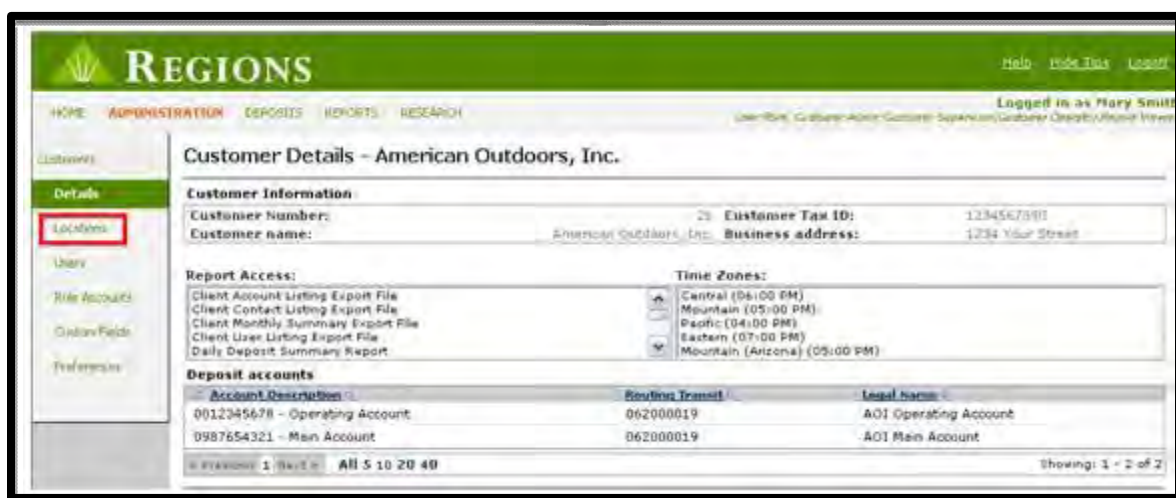 REGIONS
Help Hide Tips Logoff
HOME ADMINISTRATION DEPOSITS REPORTS RESEARCH
Logged in as Mary Smith
Customers
Details
Locations
Users
Role Accounts
Custom Fields
Preferences
Customer Details - American Outdoors, Inc.
Customer Information
Customer Number: Customer Tax ID:
Customer name: American Outdoors, Inc. Business address: 1234 Your Street
Report Access: Time Zones:
Client Account Listing Export File
Client Contact Listing Export File
Client Monthly Summary Export File
Client User Listing Export File
Daily Deposit Summary Report
Central (06:00 PM)
Mountain (05:00 PM)
Pacific (04:00 PM)
Eastern (07:00 PM)
Mountain (Arizona) (05:00 PM)
Deposit accounts
Account Description Routing Transit Legal Name
0012345678 - Operating Account 062000019 AOI Operating Account
0987654321 - Main Account 062000019 AOI Main Account
< Previous 1 Next > All 5 10 20 40 Showing: 1 - 2 of 2